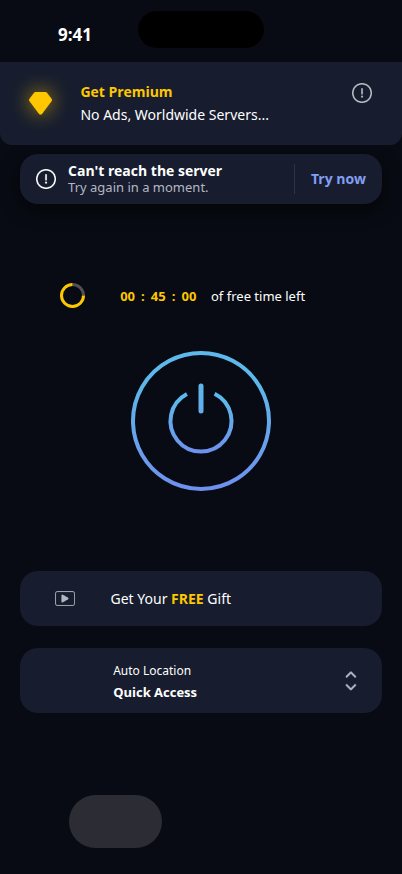 9:41
Get Premium
No Ads, Worldwide Servers...
Can't reach the server
Try again in a moment.
Try now
00 : 45 : 00 of free time left
Get Your FREE Gift
Auto Location
Quick Access